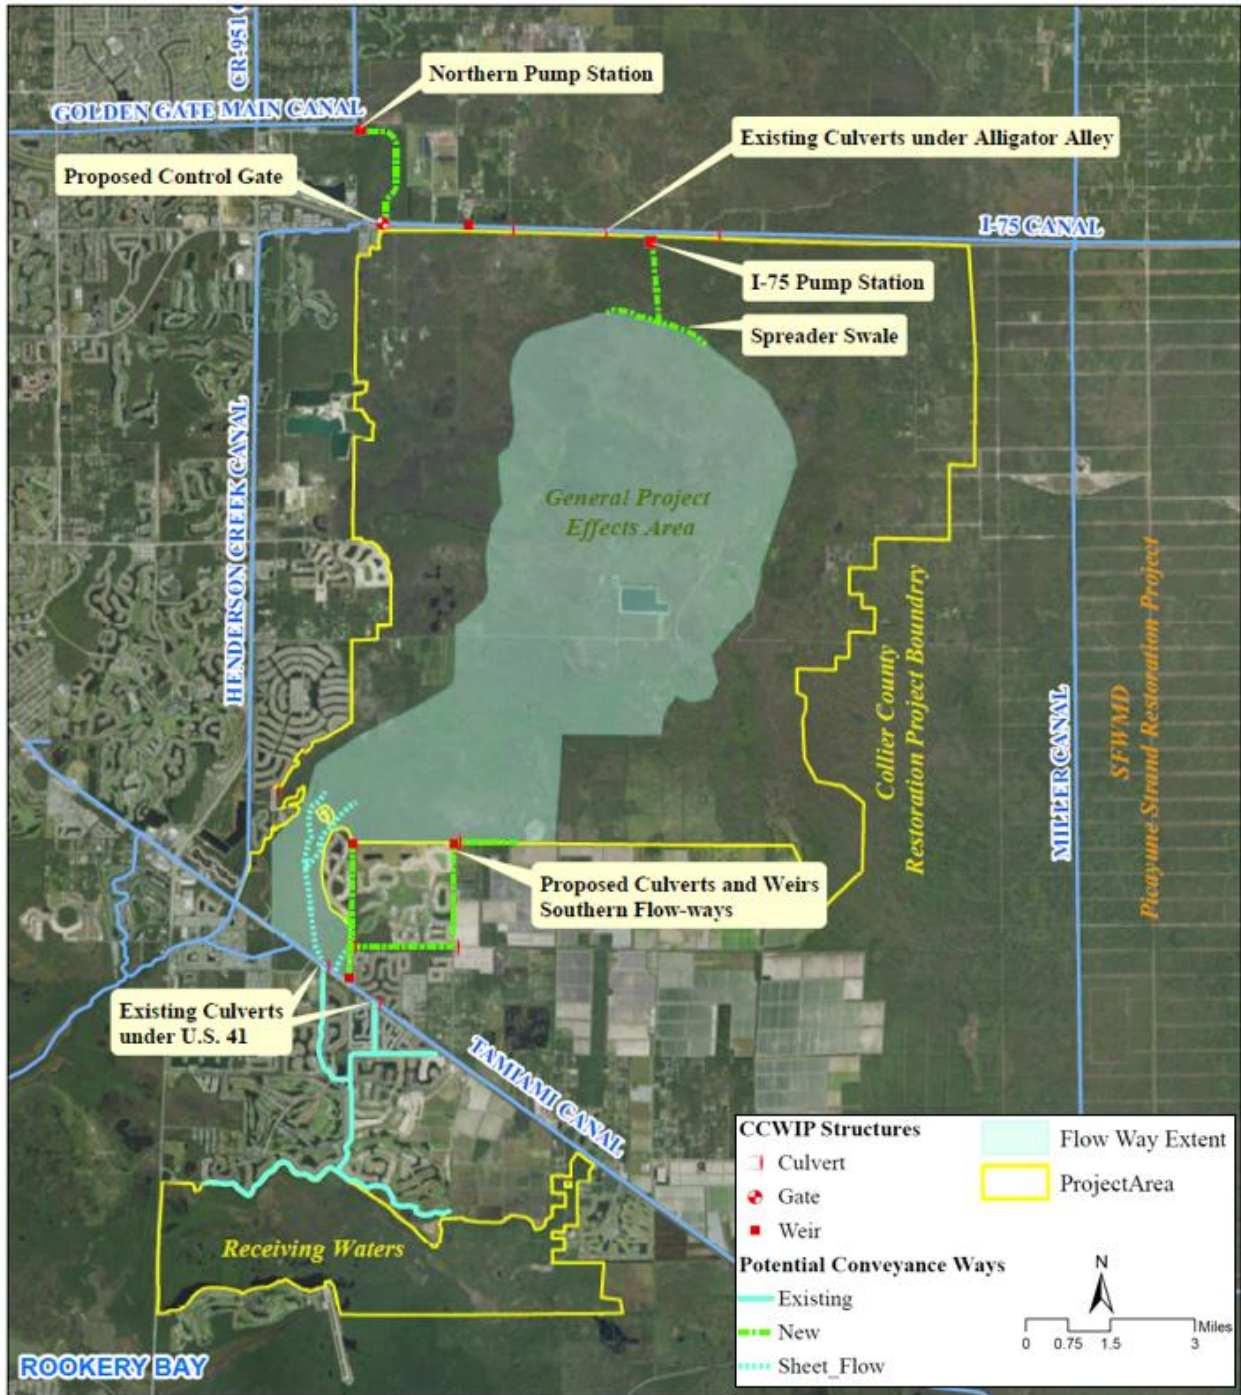 CR-951 C
Northern Pump Station
GOLDEN GATE MAIN CANAL
Existing Culverts under Alligator Alley
Proposed Control Gate
I-75 CANAL
I-75 Pump Station
Spreader Swale
HENDERSON CREEK CANAL
General Project
Effects Area
Collier County
Restoration Project Boundry
MILLER CANAL
SFWMD
Picayune Strand Restoration Project
Proposed Culverts and Weirs
Southern Flow-ways
Existing Culverts
under U.S. 41
TAMIAMI CANAL
Receiving Waters
ROOKERY BAY
CCWIP Structures
Culvert
Gate
Weir
Potential Conveyance Ways
Existing
New
Sheet_Flow
Flow Way Extent
ProjectArea
N
Miles
0 0.75 1.5 3